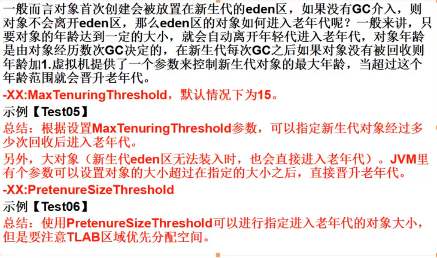 一般而言对象首次创建会被放置在新生代的eden区，如果没有GC介入，则
对象不会离开eden区，那么eden区的对象如何进入老年代呢？一般来讲，只
要对象的年龄达到一定的大小，就会自动离开年轻代进入老年代，对象年龄
是由对象经历数次GC决定的，在新生代每次GC之后如果对象没有被回收则
年龄加1.虚拟机提供了一个参数来控制新生代对象的最大年龄，当超过这个
年龄范围就会晋升老年代。
-XX:MaxTenuringThreshold，默认情况下为15。
示例【Test05】
总结：根据设置MaxTenuringThreshold参数，可以指定新生代对象经过多
少次回收后进入老年代。
另外，大对象（新生代eden区无法装入时，也会直接进入老年代）。JVM里
有个参数可以设置对象的大小超过在指定的大小之后，直接晋升老年代。
-XX:PretenureSizeThreshold
示例【Test06】
总结：使用PretenureSizeThreshold可以进行指定进入老年代的对象大小，
但是要注意TLAB区域优先分配空间。